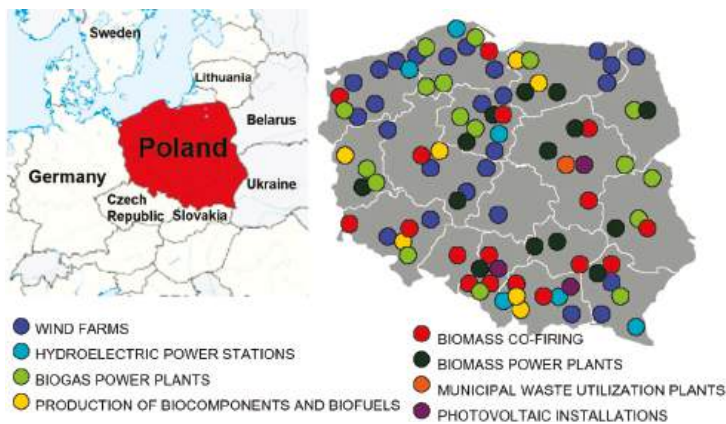 Sweden
Lithuania
Belarus
Poland
Germany
Ukraine
Czech
Republic
Slovakia
WIND FARMS
HYDROELECTRIC POWER STATIONS
BIOGAS POWER PLANTS
PRODUCTION OF BIOCOMPONENTS AND BIOFUELS
BIOMASS CO-FIRING
BIOMASS POWER PLANTS
MUNICIPAL WASTE UTILIZATION PLANTS
PHOTOVOLTAIC INSTALLATIONS